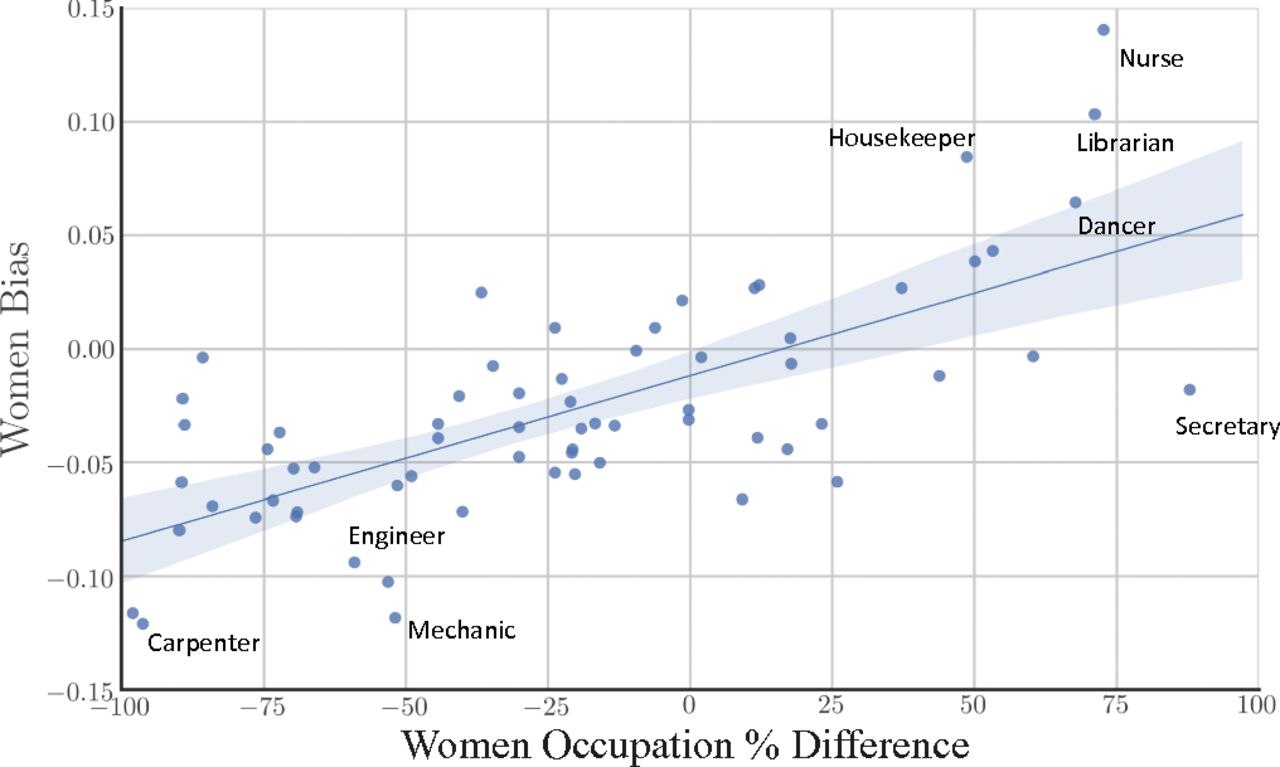 0.15
0.10
0.05
0.00
−0.05
−0.10
−0.15
Women Bias
Nurse
Librarian
Housekeeper
Dancer
Secretary
Engineer
Mechanic
Carpenter
−100 −75 −50 −25 0 25 50 75 100
Women Occupation % Difference